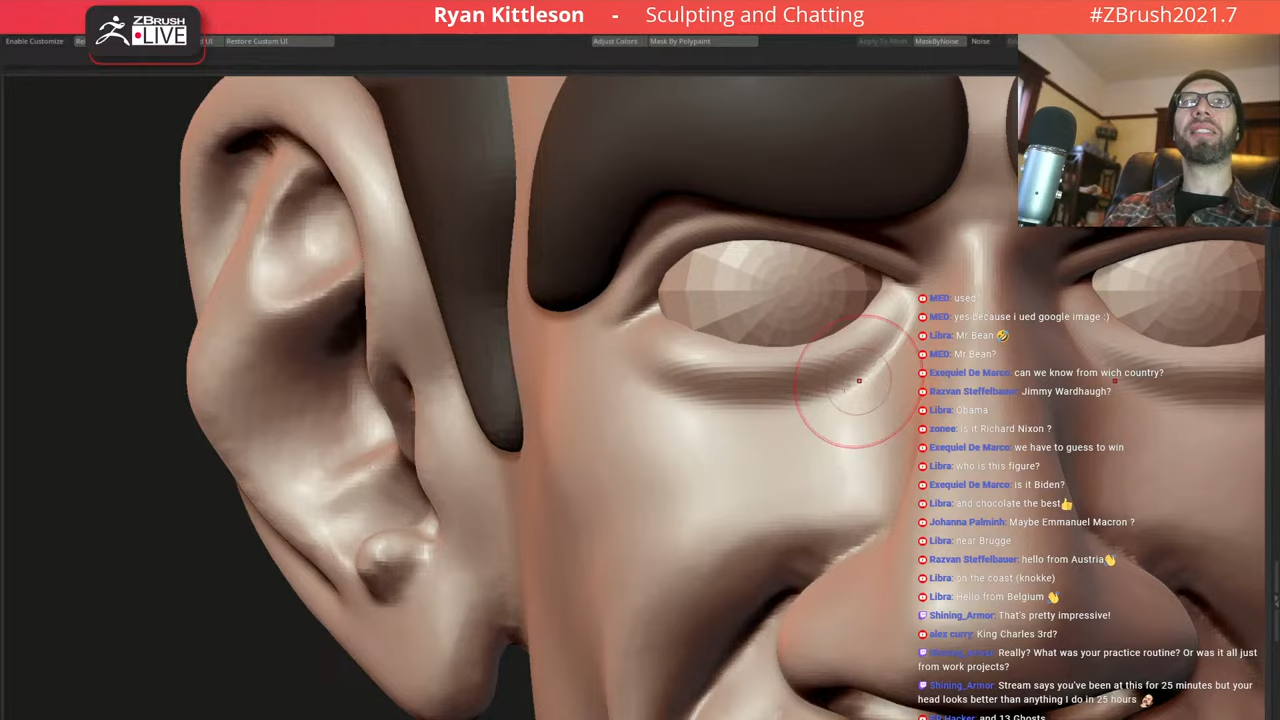 Ryan Kittleson - Sculpting and Chatting #ZBrush2021.7
ZBRUSH
LIVE
Enable Customize Restore Custom UI Adjust Colors Mask By Polypaint Apply To Mesh MaskByNoise Noise
MED: used
MED: yes because i ued google image :)
Libra: Mr Bean 🤣
MED: Mr Bean?
Exequiel De Marco: can we know from wich country?
Razvan Steffelbauer: Jimmy Wardhaugh?
Libra: Obama
zonee: Is it Richard Nixon ?
Exequiel De Marco: we have to guess to win
Libra: who is this figure?
Exequiel De Marco: is it Biden?
Libra: and chocolate the best👍
Johanna Palminh: Maybe Emmanuel Macron ?
Libra: near Brugge
Razvan Steffelbauer: hello from Austria👋
Libra: on the coast (knokke)
Libra: Hello from Belgium 👋
Shining_Armor: That's pretty impressive!
alex curry: King Charles 3rd?
Really? What was your practice routine? Or was it all just
from work projects?
Shining_Armor: Stream says you've been at this for 25 minutes but your
head looks better than anything I do in 25 hours
and 13 Ghosts